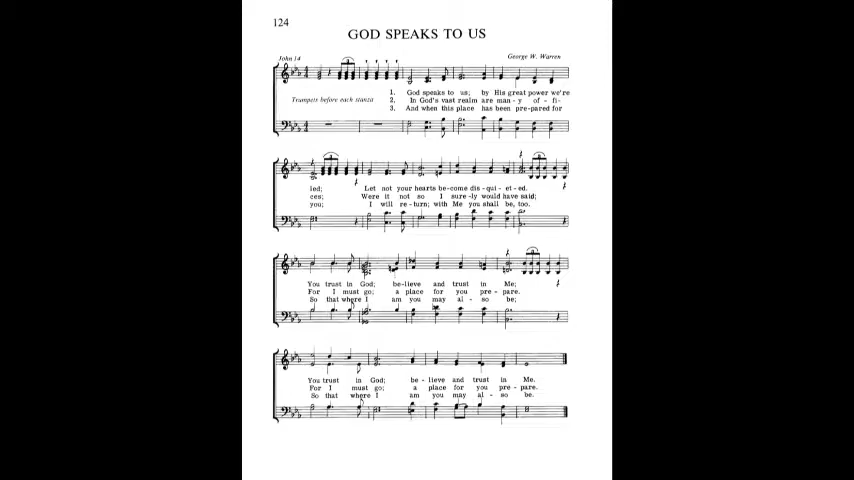 124
GOD SPEAKS TO US
John 14
George W. Warren
Trumpets before each stanza
1. God speaks to us; by His great power we're
2. In God's vast realm are man-y of-fi-
3. And when this place has been pre-pared for
led; Let not your hearts be-come dis-qui-et-ed.
ces; Were it not so I sure-ly would have said;
you; I will re-turn; with Me you shall be, too.
You trust in God; be-lieve and trust in Me;
For I must go; a place for you pre-pare.
So that where I am you may al-so be;
You trust in God; be-lieve and trust in Me.
For I must go; a place for you pre-pare.
So that where I am you may al-so be.